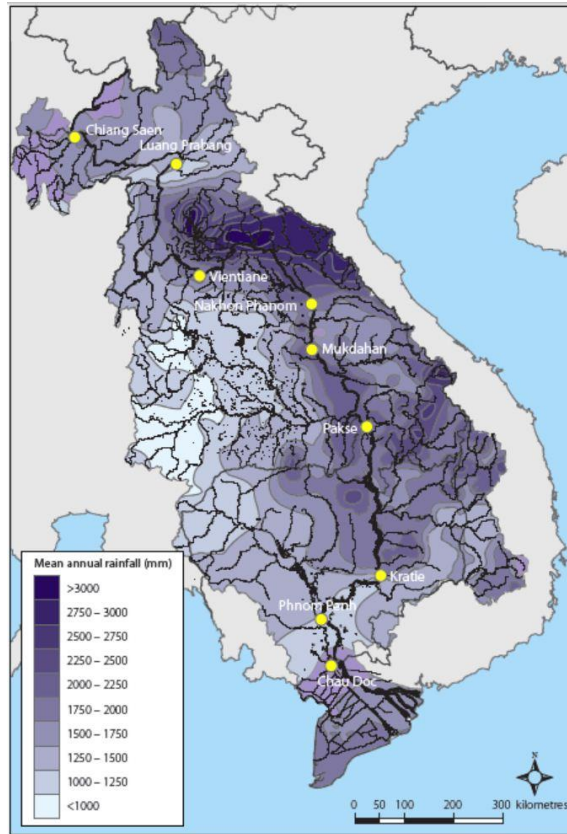 Chiang Saen
Luang Prabang
Vientiane
Nakhon Phanom
Mukdahan
Pakse
Kratie
Phnom Penh
Chau Doc
Mean annual rainfall (mm)
>3000
2750 – 3000
2500 – 2750
2250 – 2500
2000 – 2250
1750 – 2000
1500 – 1750
1250 – 1500
1000 – 1250
<1000
N
0 50 100 200 300 kilometres